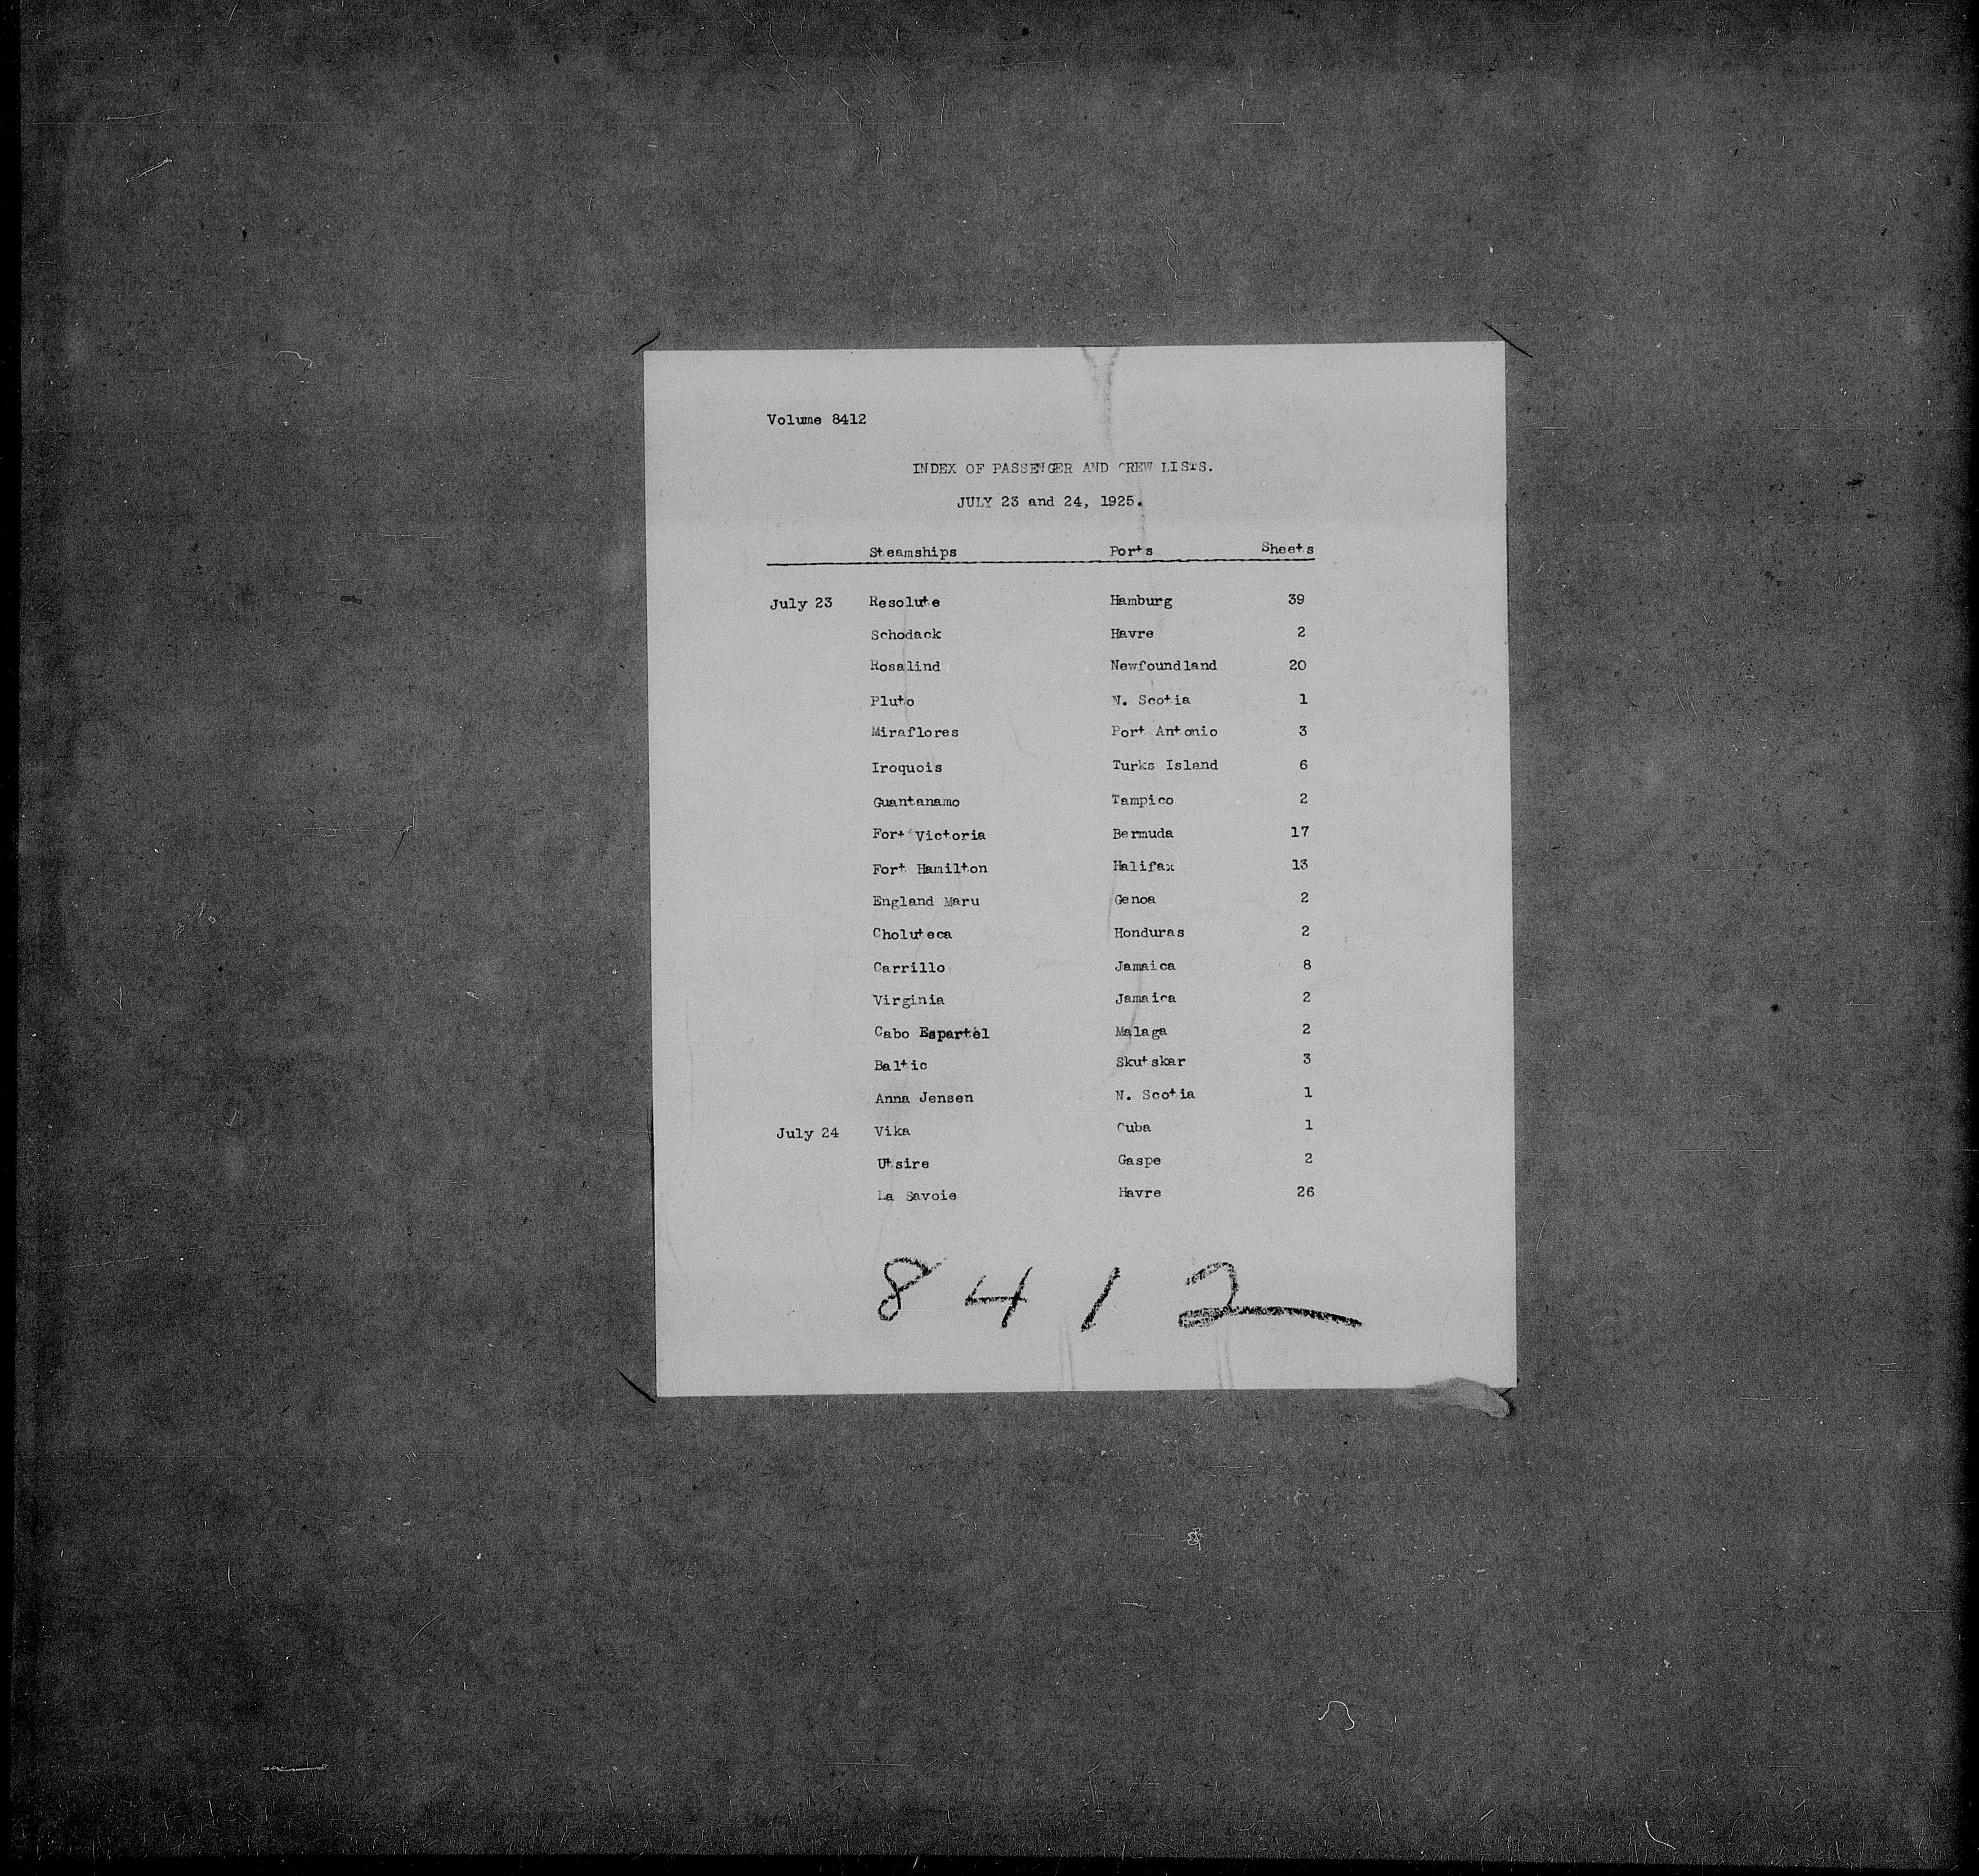 Volume 8412
INDEX OF PASSENGER AND CREW LISTS.
JULY 23 and 24, 1925.
Steamships Ports Sheets
July 23 Resolute Hamburg 39
Schodack Havre 2
Rosalind Newfoundland 20
Pluto N. Scotia 1
Miraflores Port Antonio 3
Iroquois Turks Island 6
Guantanamo Tampico 2
Fort Victoria Bermuda 17
Fort Hamilton Halifax 13
England Maru Genoa 2
Choluteca Honduras 2
Carrillo Jamaica 8
Virginia Jamaica 2
Cabo Espartel Malaga 2
Baltic Skutskar 3
Anna Jensen N. Scotia 1
July 24 Vika Cuba 1
Utsire Gaspe 2
La Savoie Havre 26
8412